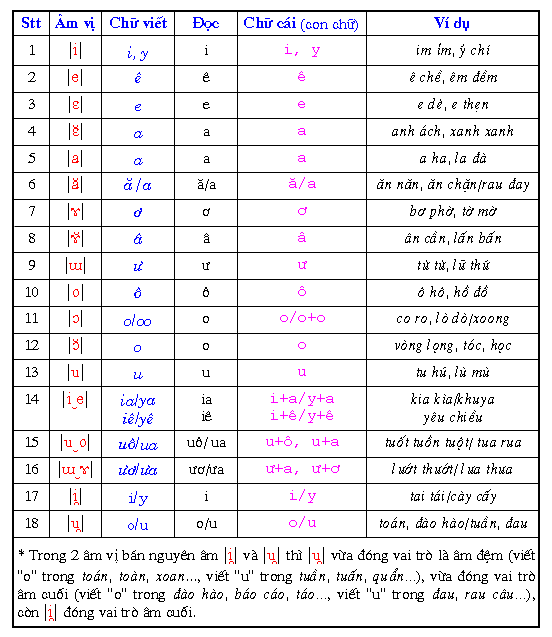 Stt Âm vị Chữ viết Đọc Chữ cái (con chữ) Ví dụ
1 |i| i, y i i, y im ỉm, ý chí
2 |e| ê ê ê ê chề, êm đềm
3 |ɛ| e e e e dè, e thẹn
4 |ɛ̆| a a a anh ách, xanh xanh
5 |a| a a a a ha, la đà
6 |ă| ă/a ă/a ă/a ăn năn, ăn chặn/rau đay
7 |ɤ| ơ ơ ơ bơ phờ, tờ mờ
8 |ɤ̆| â â â ân cần, lấn bấn
9 |ɯ| ư ư ư từ từ, lữ thứ
10 |o| ô ô ô ô hô, hồ đồ
11 |ɔ| o/oo o o/o+o co ro, lò dò/xoong
12 |ɔ̆| o o o vòng lọng, tóc, học
13 |u| u u u tu hú, lù mù
14 |i‿e| ia/ya ia i+a/y+a kia kìa/khuya
iê/yê iê i+ê/y+ê yêu chiều
15 |u‿o| uô/ua uô/ua u+ô, u+a tuốt tuồn tuột/ tua rua
16 |ɯ‿ɤ| ươ/ưa ươ/ưa ư+a, ư+ơ lướt thướt/ lưa thưa
17 |i̯| i/y i i/y tai tái/cày cấy
18 |u̯| o/u o/u o/u toán, đào hào/tuần, đau
* Trong 2 âm vị bán nguyên âm |i̯| và |u̯| thì |u̯| vừa đóng vai trò là âm đệm (viết
"o" trong toán, toàn, xoan..., viết "u" trong tuần, tuấn, quẩn...), vừa đóng vai trò
âm cuối (viết "o" trong đào hào, báo cáo, táo..., viết "u" trong đau, rau câu...),
còn |i̯| đóng vai trò âm cuối.